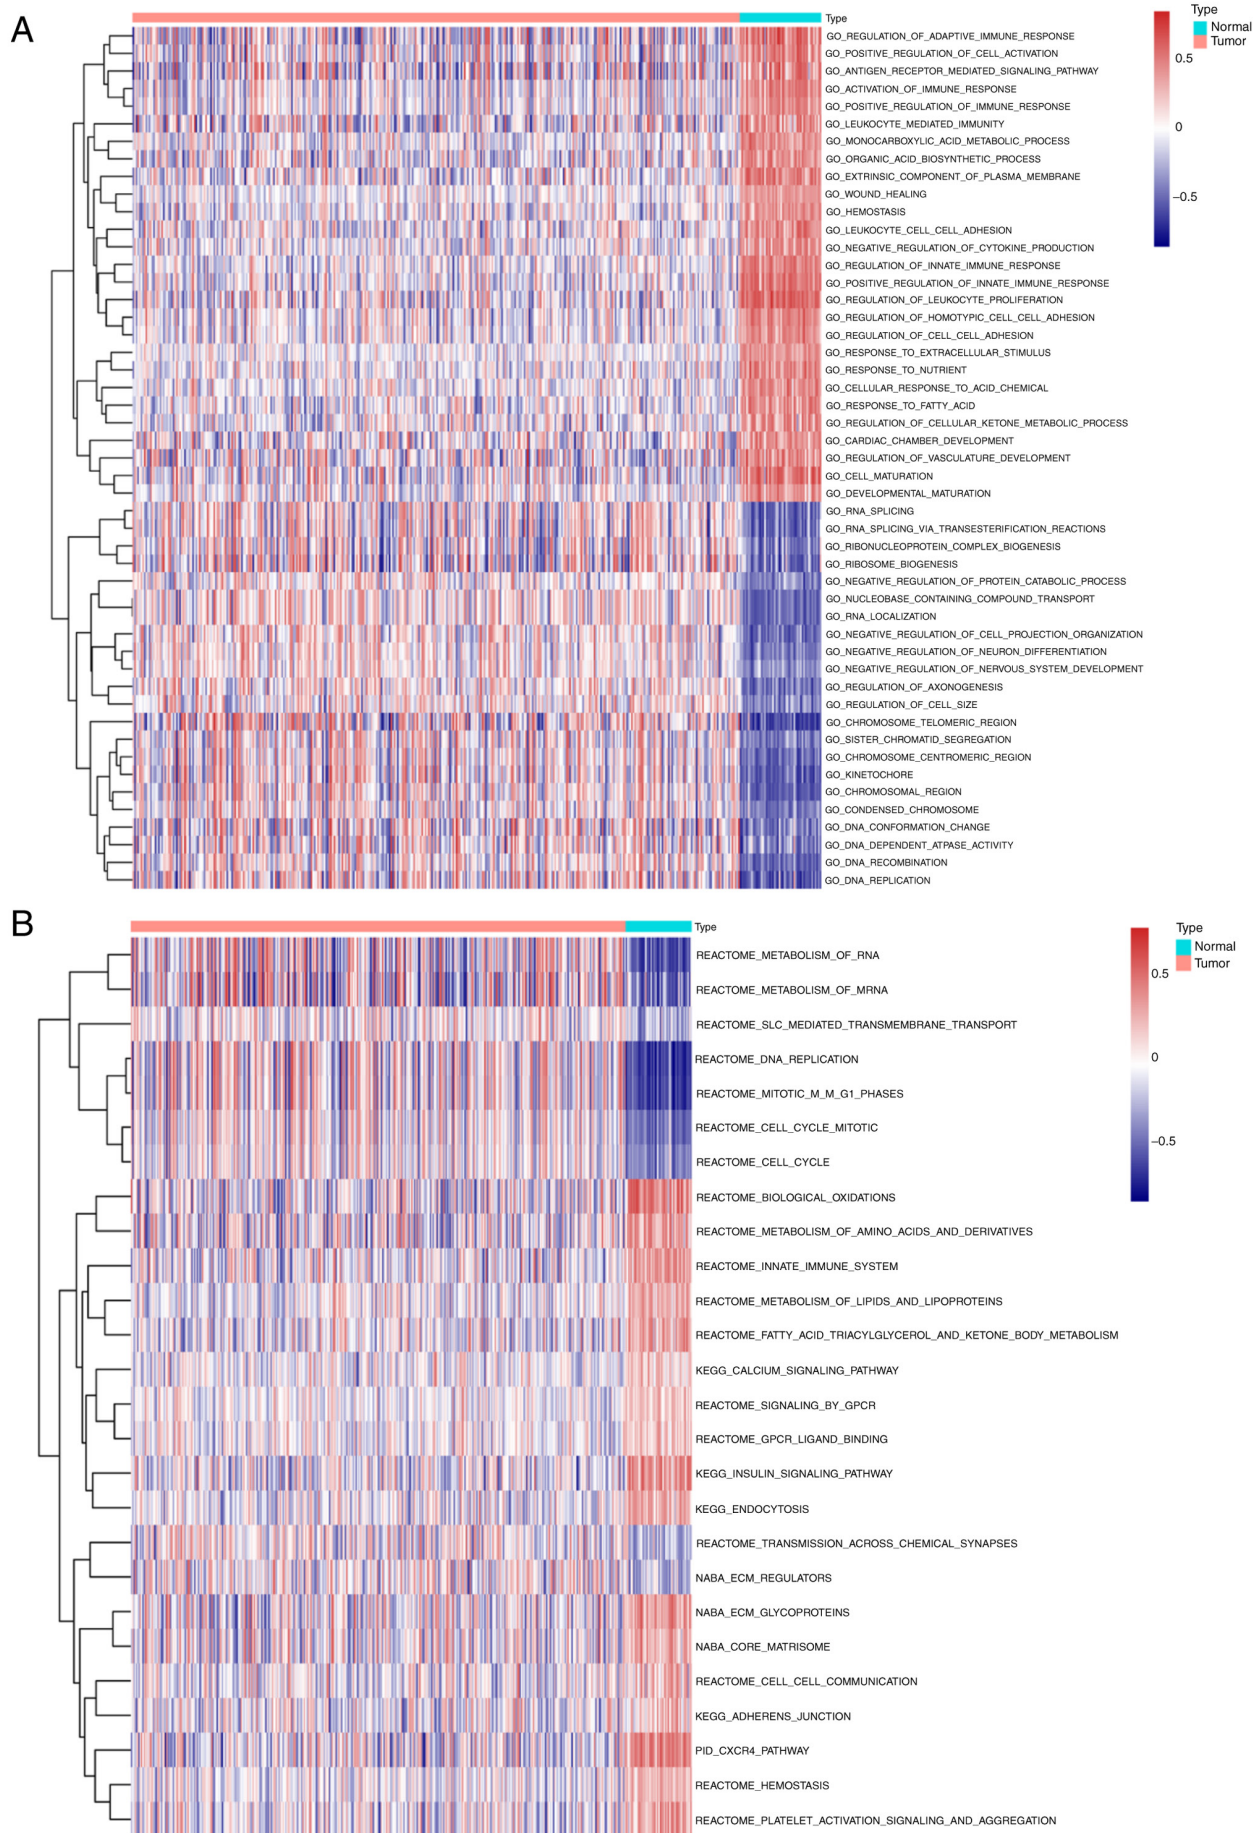 A
Type
GO_REGULATION_OF_ADAPTIVE_IMMUNE_RESPONSE
GO_POSITIVE_REGULATION_OF_CELL_ACTIVATION
GO_ANTIGEN_RECEPTOR_MEDIATED_SIGNALING_PATHWAY
GO_ACTIVATION_OF_IMMUNE_RESPONSE
GO_POSITIVE_REGULATION_OF_IMMUNE_RESPONSE
GO_LEUKOCYTE_MEDIATED_IMMUNITY
GO_MONOCARBOXYLIC_ACID_METABOLIC_PROCESS
GO_ORGANIC_ACID_BIOSYNTHETIC_PROCESS
GO_EXTRINSIC_COMPONENT_OF_PLASMA_MEMBRANE
GO_WOUND_HEALING
GO_HEMOSTASIS
GO_LEUKOCYTE_CELL_CELL_ADHESION
GO_NEGATIVE_REGULATION_OF_CYTOKINE_PRODUCTION
GO_REGULATION_OF_INNATE_IMMUNE_RESPONSE
GO_POSITIVE_REGULATION_OF_INNATE_IMMUNE_RESPONSE
GO_REGULATION_OF_LEUKOCYTE_PROLIFERATION
GO_REGULATION_OF_HOMOTYPIC_CELL_CELL_ADHESION
GO_REGULATION_OF_CELL_CELL_ADHESION
GO_RESPONSE_TO_EXTRACELLULAR_STIMULUS
GO_RESPONSE_TO_NUTRIENT
GO_CELLULAR_RESPONSE_TO_ACID_CHEMICAL
GO_RESPONSE_TO_FATTY_ACID
GO_REGULATION_OF_CELLULAR_KETONE_METABOLIC_PROCESS
GO_CARDIAC_CHAMBER_DEVELOPMENT
GO_REGULATION_OF_VASCULATURE_DEVELOPMENT
GO_CELL_MATURATION
GO_DEVELOPMENTAL_MATURATION
GO_RNA_SPLICING
GO_RNA_SPLICING_VIA_TRANSESTERIFICATION_REACTIONS
GO_RIBONUCLEOPROTEIN_COMPLEX_BIOGENESIS
GO_RIBOSOME_BIOGENESIS
GO_NEGATIVE_REGULATION_OF_PROTEIN_CATABOLIC_PROCESS
GO_NUCLEOBASE_CONTAINING_COMPOUND_TRANSPORT
GO_RNA_LOCALIZATION
GO_NEGATIVE_REGULATION_OF_CELL_PROJECTION_ORGANIZATION
GO_NEGATIVE_REGULATION_OF_NEURON_DIFFERENTIATION
GO_NEGATIVE_REGULATION_OF_NERVOUS_SYSTEM_DEVELOPMENT
GO_REGULATION_OF_AXONOGENESIS
GO_REGULATION_OF_CELL_SIZE
GO_CHROMOSOME_TELOMERIC_REGION
GO_SISTER_CHROMATID_SEGREGATION
GO_CHROMOSOME_CENTROMERIC_REGION
GO_KINETOCHORE
GO_CHROMOSOMAL_REGION
GO_CONDENSED_CHROMOSOME
GO_DNA_CONFORMATION_CHANGE
GO_DNA_DEPENDENT_ATPASE_ACTIVITY
GO_DNA_RECOMBINATION
GO_DNA_REPLICATION
0.5
0
−0.5
Type
Normal
Tumor
B
Type
REACTOME_METABOLISM_OF_RNA
REACTOME_METABOLISM_OF_MRNA
REACTOME_SLC_MEDIATED_TRANSMEMBRANE_TRANSPORT
REACTOME_DNA_REPLICATION
REACTOME_MITOTIC_M_M_G1_PHASES
REACTOME_CELL_CYCLE_MITOTIC
REACTOME_CELL_CYCLE
REACTOME_BIOLOGICAL_OXIDATIONS
REACTOME_METABOLISM_OF_AMINO_ACIDS_AND_DERIVATIVES
REACTOME_INNATE_IMMUNE_SYSTEM
REACTOME_METABOLISM_OF_LIPIDS_AND_LIPOPROTEINS
REACTOME_FATTY_ACID_TRIACYLGLYCEROL_AND_KETONE_BODY_METABOLISM
KEGG_CALCIUM_SIGNALING_PATHWAY
REACTOME_SIGNALING_BY_GPCR
REACTOME_GPCR_LIGAND_BINDING
KEGG_INSULIN_SIGNALING_PATHWAY
KEGG_ENDOCYTOSIS
REACTOME_TRANSMISSION_ACROSS_CHEMICAL_SYNAPSES
NABA_ECM_REGULATORS
NABA_ECM_GLYCOPROTEINS
NABA_CORE_MATRISOME
REACTOME_CELL_CELL_COMMUNICATION
KEGG_ADHERENS_JUNCTION
PID_CXCR4_PATHWAY
REACTOME_HEMOSTASIS
REACTOME_PLATELET_ACTIVATION_SIGNALING_AND_AGGREGATION
0.5
0
−0.5
Type
Normal
Tumor